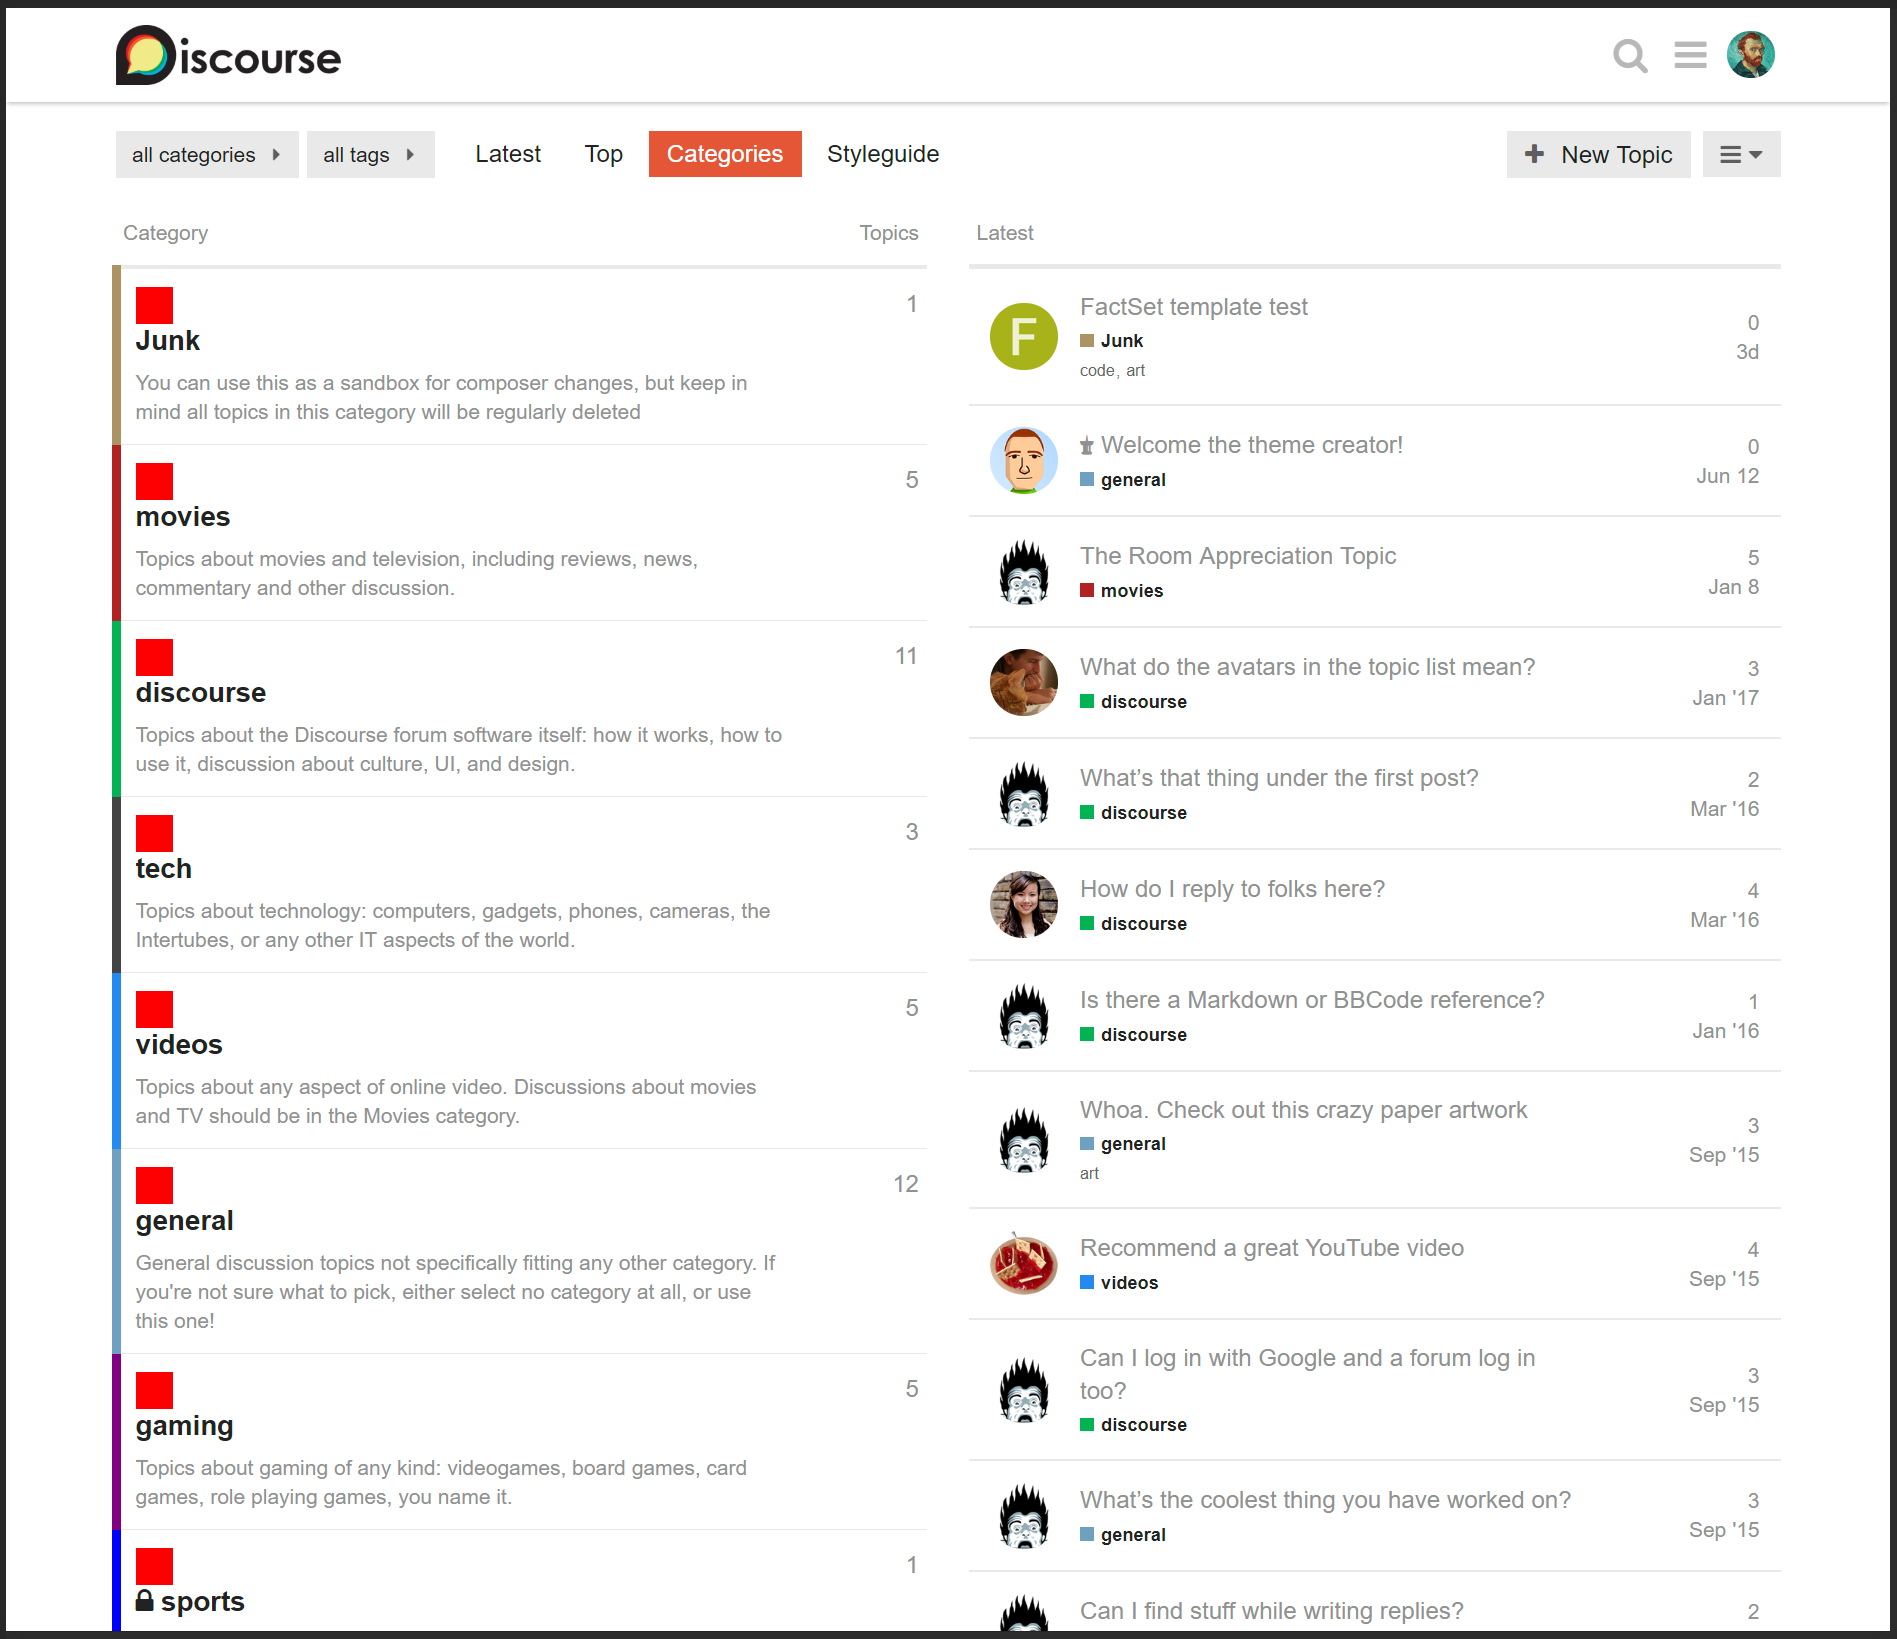 Discourse
all categories
all tags
Latest
Top
Categories
Styleguide
New Topic
Category
Topics
Junk
1
You can use this as a sandbox for composer changes, but keep in
mind all topics in this category will be regularly deleted
movies
5
Topics about movies and television, including reviews, news,
commentary and other discussion.
discourse
11
Topics about the Discourse forum software itself: how it works, how to
use it, discussion about culture, UI, and design.
tech
3
Topics about technology: computers, gadgets, phones, cameras, the
Intertubes, or any other IT aspects of the world.
videos
5
Topics about any aspect of online video. Discussions about movies
and TV should be in the Movies category.
general
12
General discussion topics not specifically fitting any other category. If
you're not sure what to pick, either select no category at all, or use
this one!
gaming
5
Topics about gaming of any kind: videogames, board games, card
games, role playing games, you name it.
sports
1
Latest
F
FactSet template test
Junk
code, art
0
3d
Welcome the theme creator!
general
0
Jun 12
The Room Appreciation Topic
movies
5
Jan 8
What do the avatars in the topic list mean?
discourse
3
Jan '17
What’s that thing under the first post?
discourse
2
Mar '16
How do I reply to folks here?
discourse
4
Mar '16
Is there a Markdown or BBCode reference?
discourse
1
Jan '16
Whoa. Check out this crazy paper artwork
general
art
3
Sep '15
Recommend a great YouTube video
videos
4
Sep '15
Can I log in with Google and a forum log in
too?
discourse
3
Sep '15
What’s the coolest thing you have worked on?
general
3
Sep '15
Can I find stuff while writing replies?
2